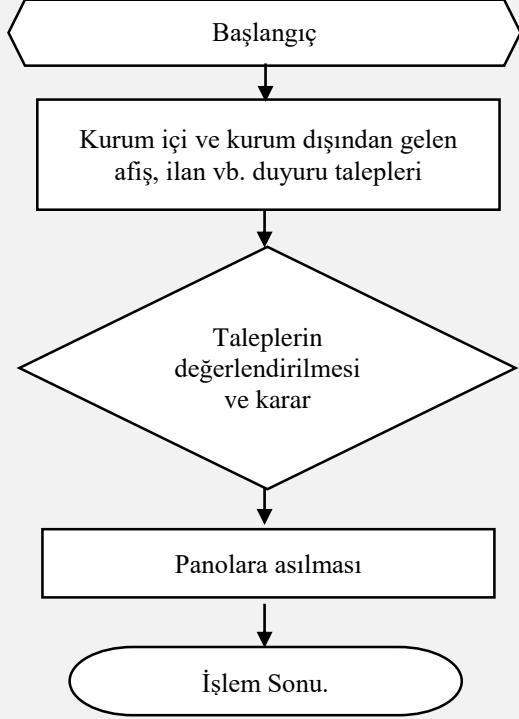 Başlangıç
Kurum içi ve kurum dışından gelen
afiş, ilan vb. duyuru talepleri
Taleplerin
değerlendirilmesi
ve karar
Panolara asılması
İşlem Sonu.